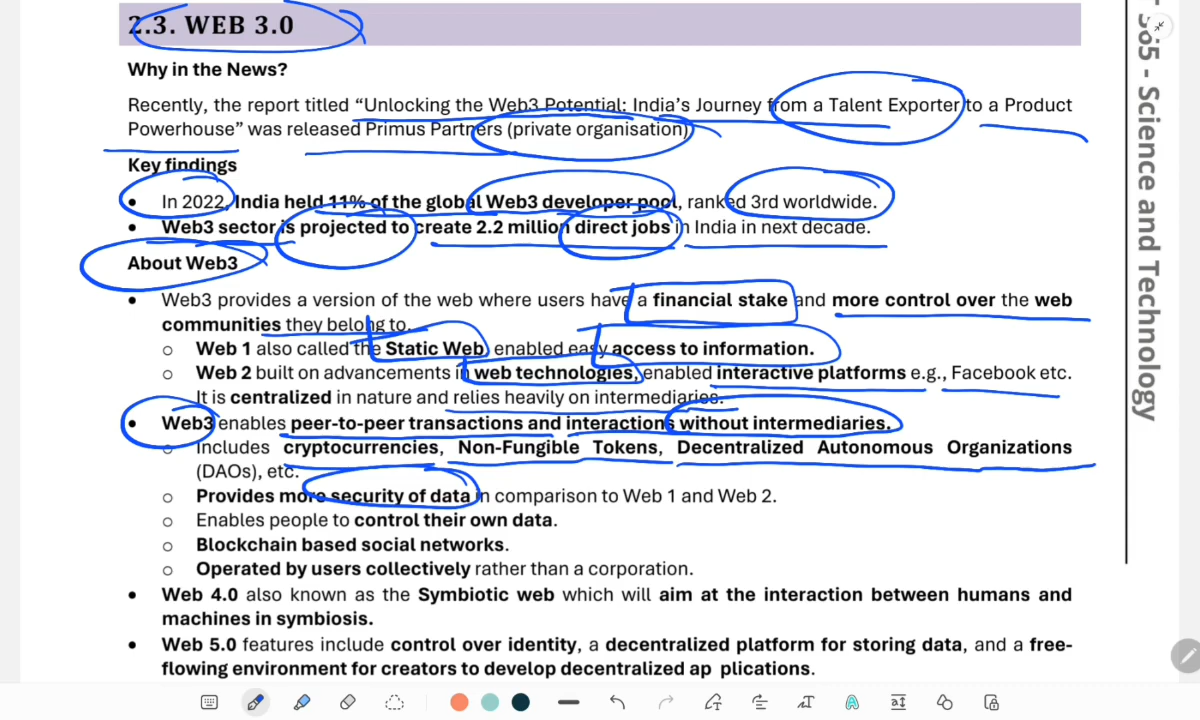 2.3. WEB 3.0
Why in the News?
Recently, the report titled “Unlocking the Web3 Potential: India’s Journey from a Talent Exporter to a Product
Powerhouse” was released Primus Partners (private organisation)
Key findings
• In 2022, India held 11% of the global Web3 developer pool, ranked 3rd worldwide.
• Web3 sector is projected to create 2.2 million direct jobs in India in next decade.
About Web3
• Web3 provides a version of the web where users have a financial stake and more control over the web
communities they belong to.
o Web 1 also called the Static Web, enabled easy access to information.
o Web 2 built on advancements in web technologies, enabled interactive platforms e.g., Facebook etc.
It is centralized in nature and relies heavily on intermediaries.
• Web3 enables peer-to-peer transactions and interactions without intermediaries.
o Includes cryptocurrencies, Non-Fungible Tokens, Decentralized Autonomous Organizations
(DAOs), etc.
o Provides more security of data in comparison to Web 1 and Web 2.
o Enables people to control their own data.
o Blockchain based social networks.
o Operated by users collectively rather than a corporation.
• Web 4.0 also known as the Symbiotic web which will aim at the interaction between humans and
machines in symbiosis.
• Web 5.0 features include control over identity, a decentralized platform for storing data, and a free-
flowing environment for creators to develop decentralized ap plications.
365 - Science and Technology